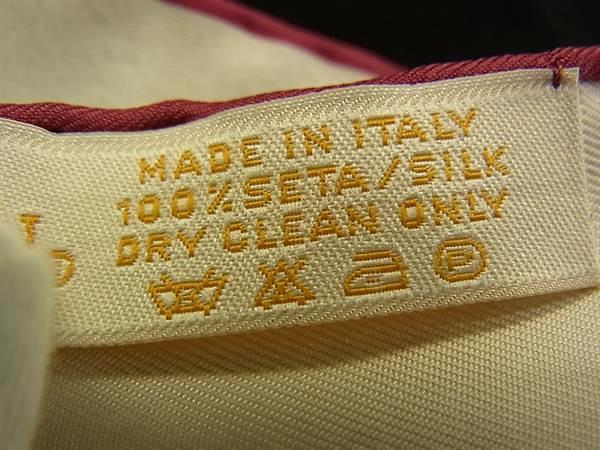 MADE IN ITALY
100% SETA/SILK
DRY CLEAN ONLY
P